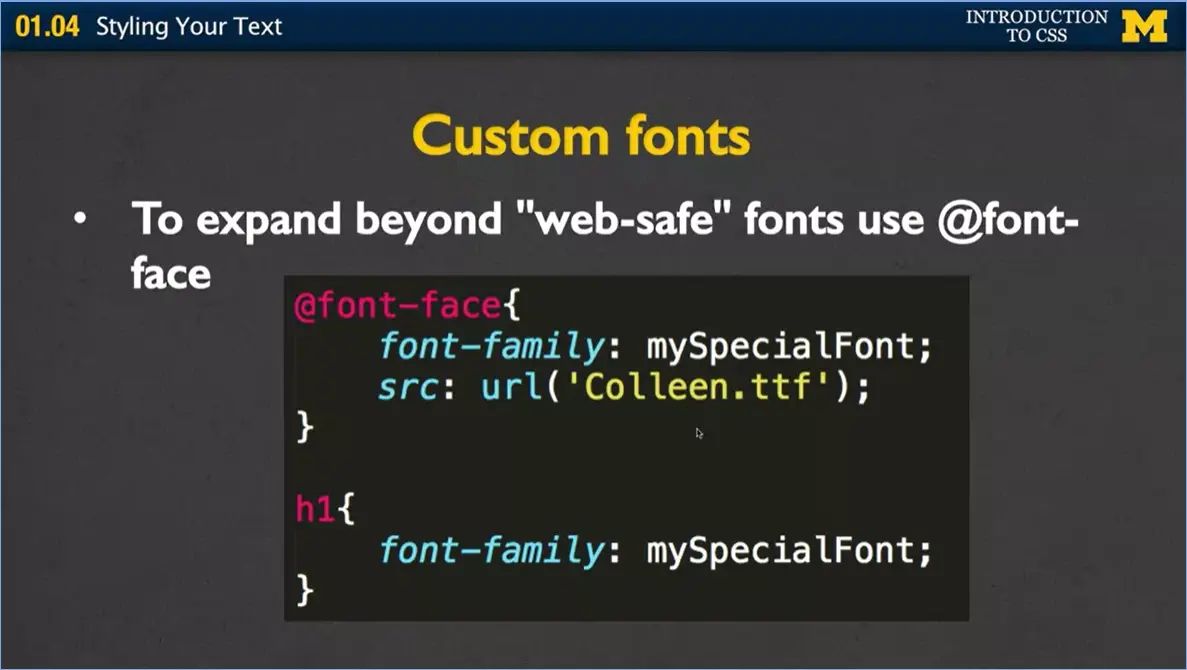 01.04 Styling Your Text
INTRODUCTION
TO CSS
M
Custom fonts
• To expand beyond "web-safe" fonts use @font-
face
@font-face{
    font-family: mySpecialFont;
    src: url('Colleen.ttf');
}
h1{
    font-family: mySpecialFont;
}